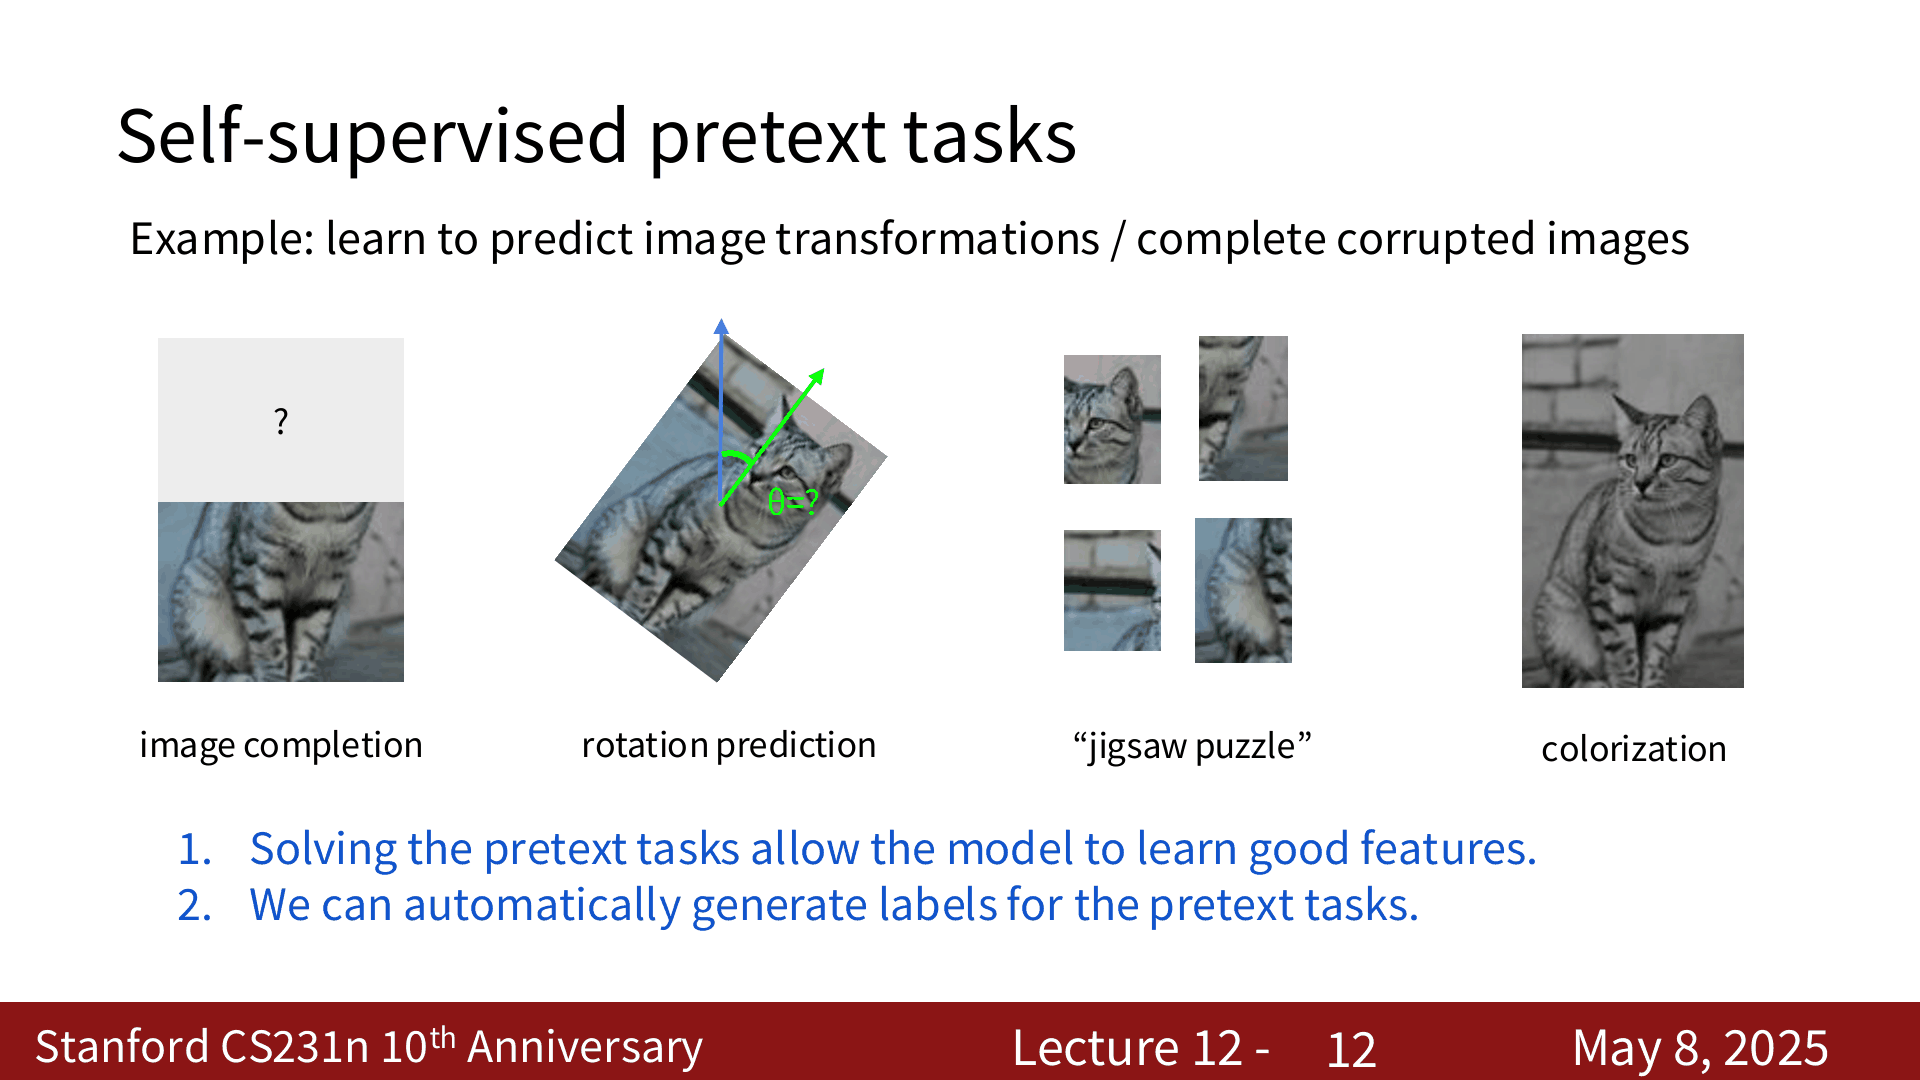 Self-supervised pretext tasks
Example: learn to predict image transformations / complete corrupted images
?
θ=?
image completion
rotation prediction
“jigsaw puzzle”
colorization
1. Solving the pretext tasks allow the model to learn good features.
2. We can automatically generate labels for the pretext tasks.
Stanford CS231n 10th Anniversary
Lecture 12 - 12
May 8, 2025